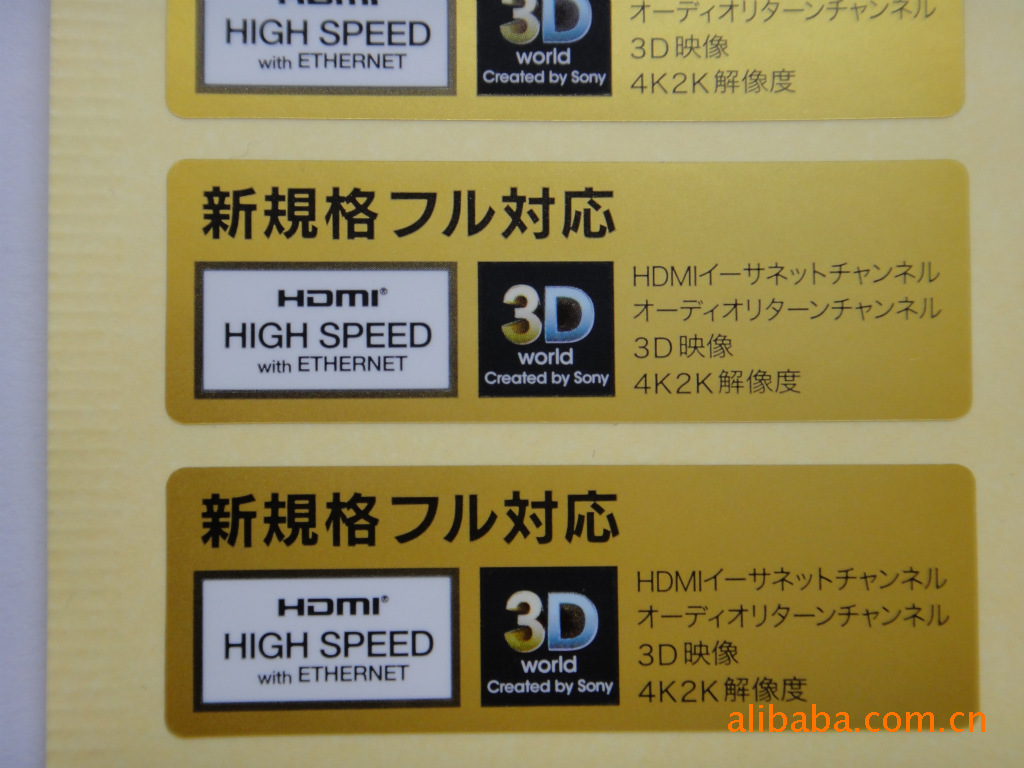 HDMI
HIGH SPEED
with ETHERNET
3D
world
Created by Sony
オーディオリターンチャンネル
3D映像
4K2K解像度
新規格フル対応
HDMI®
HIGH SPEED
with ETHERNET
3D
world
Created by Sony
HDMIイーサネットチャンネル
オーディオリターンチャンネル
3D映像
4K2K解像度
新規格フル対応
HDMI®
HIGH SPEED
with ETHERNET
3D
world
Created by Sony
HDMIイーサネットチャンネル
オーディオリターンチャンネル
3D映像
4K2K解像度
alibaba.com.cn